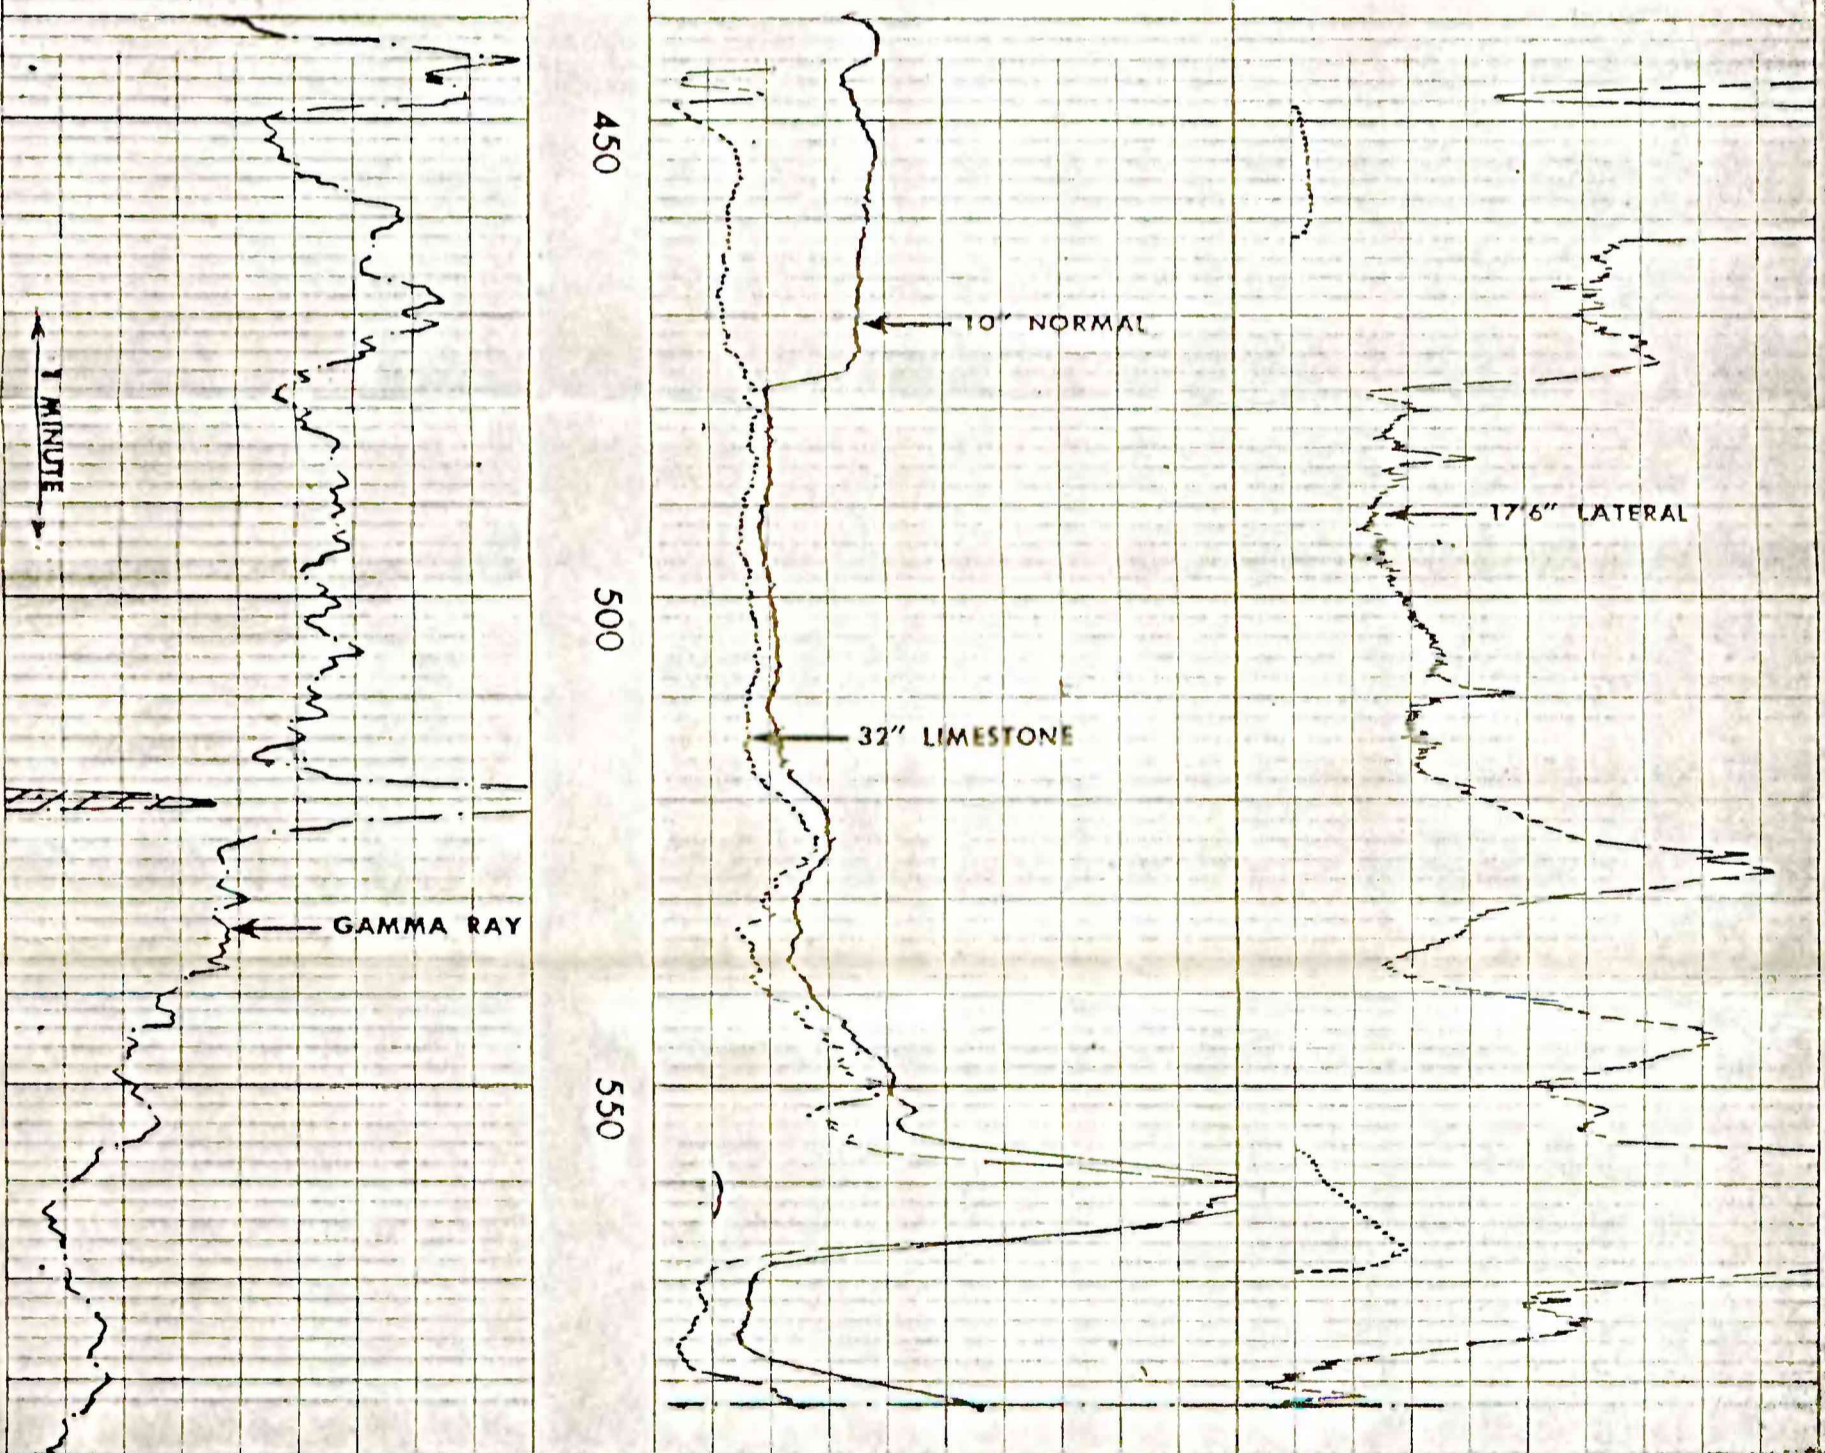 450
10" NORMAL
1 MINUTE
17'6" LATERAL
500
32" LIMESTONE
GAMMA RAY
550